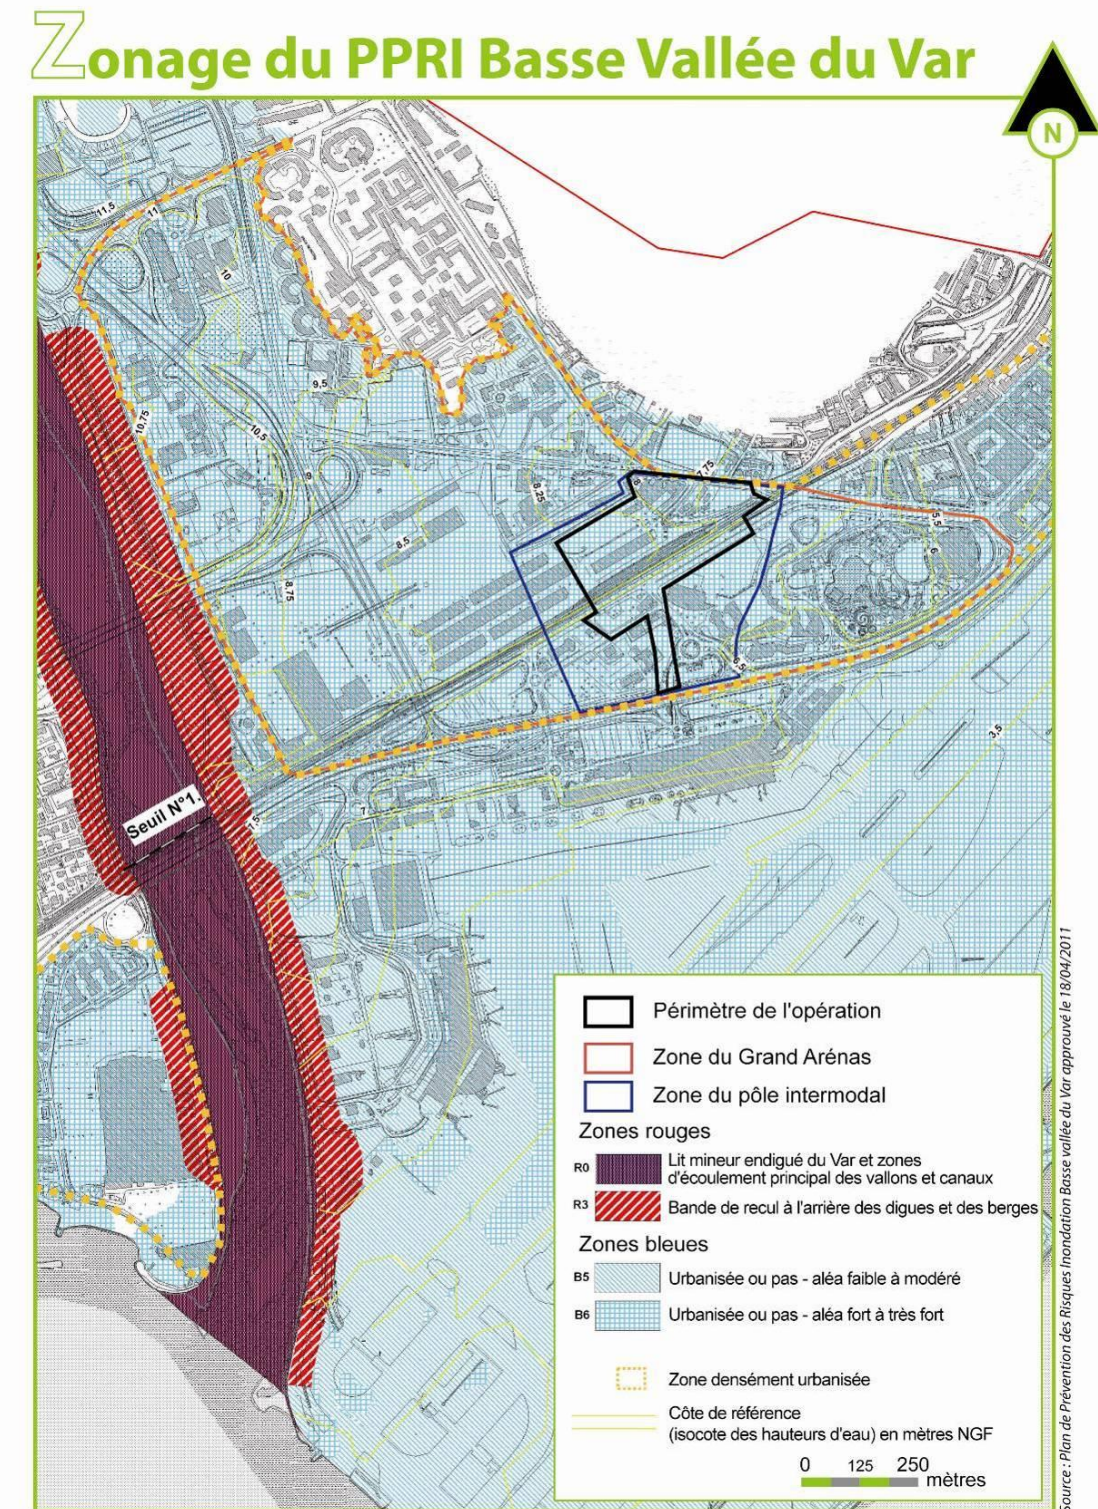 Zonage du PPRI Basse Vallée du Var
N
11,5
11
10
10,75
10,5
9,5
9
8,25
8
7,75
8,5
8,75
5,5
6
6,5
3,5
7
7,5
Seuil N°1.
Périmètre de l'opération
Zone du Grand Arénas
Zone du pôle intermodal
Zones rouges
R0 Lit mineur endigué du Var et zones
d'écoulement principal des vallons et canaux
R3 Bande de recul à l'arrière des digues et des berges
Zones bleues
B5 Urbanisée ou pas - aléa faible à modéré
B6 Urbanisée ou pas - aléa fort à très fort
Zone densément urbanisée
Côte de référence
(isocote des hauteurs d'eau) en mètres NGF
0 125 250
mètres
Source : Plan de Prévention des Risques Inondation Basse vallée du Var approuvé le 18/04/2011